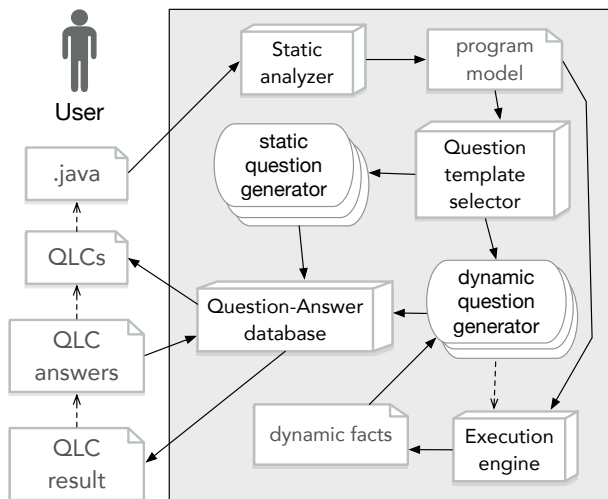 User
.java
QLCs
QLC
answers
QLC
result
Static
analyzer
program
model
static
question
generator
Question
template
selector
Question-Answer
database
dynamic
question
generator
dynamic facts
Execution
engine